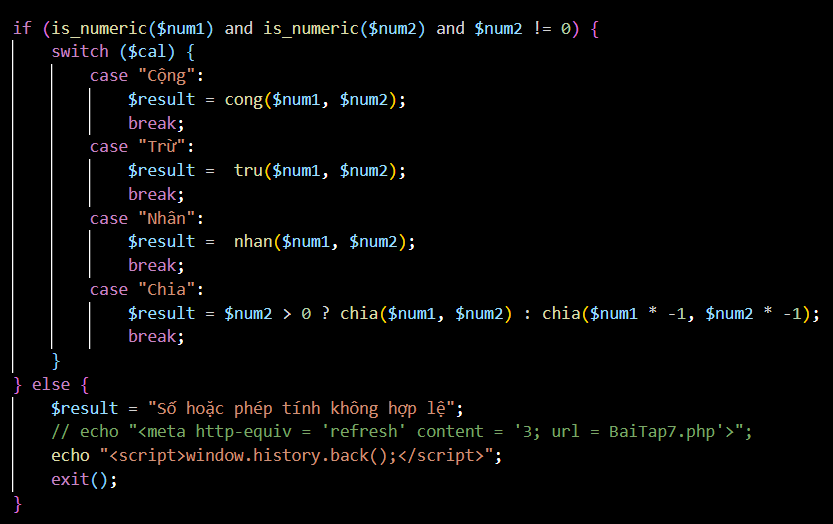 if (is_numeric($num1) and is_numeric($num2) and $num2 != 0) {
    switch ($cal) {
        case "Cộng":
            $result = cong($num1, $num2);
            break;
        case "Trừ":
            $result =  tru($num1, $num2);
            break;
        case "Nhân":
            $result =  nhan($num1, $num2);
            break;
        case "Chia":
            $result = $num2 > 0 ? chia($num1, $num2) : chia($num1 * -1, $num2 * -1);
            break;
    }
} else {
    $result = "Số hoặc phép tính không hợp lệ";
    // echo "<meta http-equiv = 'refresh' content = '3; url = BaiTap7.php'>";
    echo "<script>window.history.back();</script>";
    exit();
}